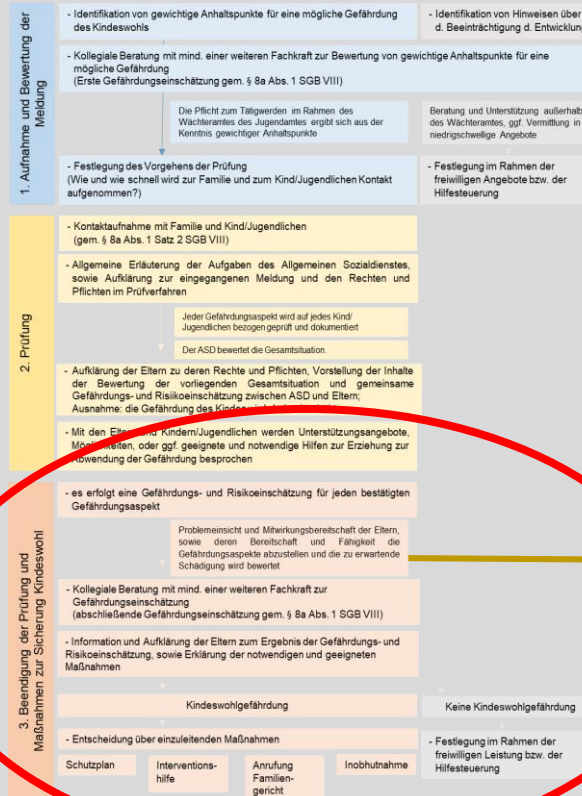 1. Aufnahme und Bewertung der
Meldung
- Identifikation von gewichtige Anhaltspunkte für eine mögliche Gefährdung
des Kindeswohls
- Identifikation von Hinweisen über
d. Beeinträchtigung d. Entwicklung
- Kollegiale Beratung mit mind. einer weiteren Fachkraft zur Bewertung von gewichtige Anhaltspunkte für eine
mögliche Gefährdung
(Erste Gefährdungseinschätzung gem. § 8a Abs. 1 SGB VIII)
Die Pflicht zum Tätigwerden im Rahmen des
Wächteramtes des Jugendamtes ergibt sich aus der
Kenntnis gewichtiger Anhaltspunkte
Beratung und Unterstützung außerhalb
des Wächteramtes, ggf. Vermittlung in
niedrigschwellige Angebote
- Festlegung des Vorgehens der Prüfung
(Wie und wie schnell wird zur Familie und zum Kind/Jugendlichen Kontakt
aufgenommen?)
- Festlegung im Rahmen der
freiwilligen Angebote bzw. der
Hilfesteuerung
2. Prüfung
- Kontaktaufnahme mit Familie und Kind/Jugendlichen
(gem. § 8a Abs. 1 Satz 2 SGB VIII)
- Allgemeine Erläuterung der Aufgaben des Allgemeinen Sozialdienstes,
sowie Aufklärung zur eingegangenen Meldung und den Rechten und
Pflichten im Prüfverfahren
Jeder Gefährdungsaspekt wird auf jedes Kind/
Jugendlichen bezogen geprüft und dokumentiert
Der ASD bewertet die Gesamtsituation.
- Aufklärung der Eltern zu deren Rechte und Pflichten, Vorstellung der Inhalte
der Bewertung der vorliegenden Gesamtsituation und gemeinsame
Gefährdungs- und Risiikoeinschätzung zwischen ASD und Eltern;
Ausnahme: die Gefährdung des Kindes
- Mit den Eltern und Kindern/Jugendlichen werden Unterstützungsangebote,
Möglichkeiten, oder ggf. geeignete und notwendige Hilfen zur Erziehung zur
Abwendung der Gefährdung besprochen
3. Beendigung der Prüfung und
Maßnahmen zur Sicherung Kindeswohl
- es erfolgt eine Gefährdungs- und Risikoeinschätzung für jeden bestätigten
Gefährdungsaspekt
Problemeinsicht und Mitwirkungsbereitschaft der Eltern,
sowie deren Bereitschaft und Fähigkeit die
Gefährdungsaspekte abzustellen und die zu erwartende
Schädigung wird bewertet
- Kollegiale Beratung mit mind. einer weiteren Fachkraft zur
Gefährdungseinschätzung
(abschließende Gefährdungseinschätzung gem. § 8a Abs. 1 SGB VIII)
- Information und Aufklärung der Eltern zum Ergebnis der Gefährdungs- und
Risikoeinschätzung, sowie Erklärung der notwendigen und geeigneten
Maßnahmen
Kindeswohlgefährdung
Keine Kindeswohlgefährdung
- Entscheidung über einzuleitenden Maßnahmen
- Festlegung im Rahmen der
freiwilligen Leistung bzw. der
Hilfesteuerung
Schutzplan
Interventions-
hilfe
Anrufung
Familien-
gericht
Inobhutnahme